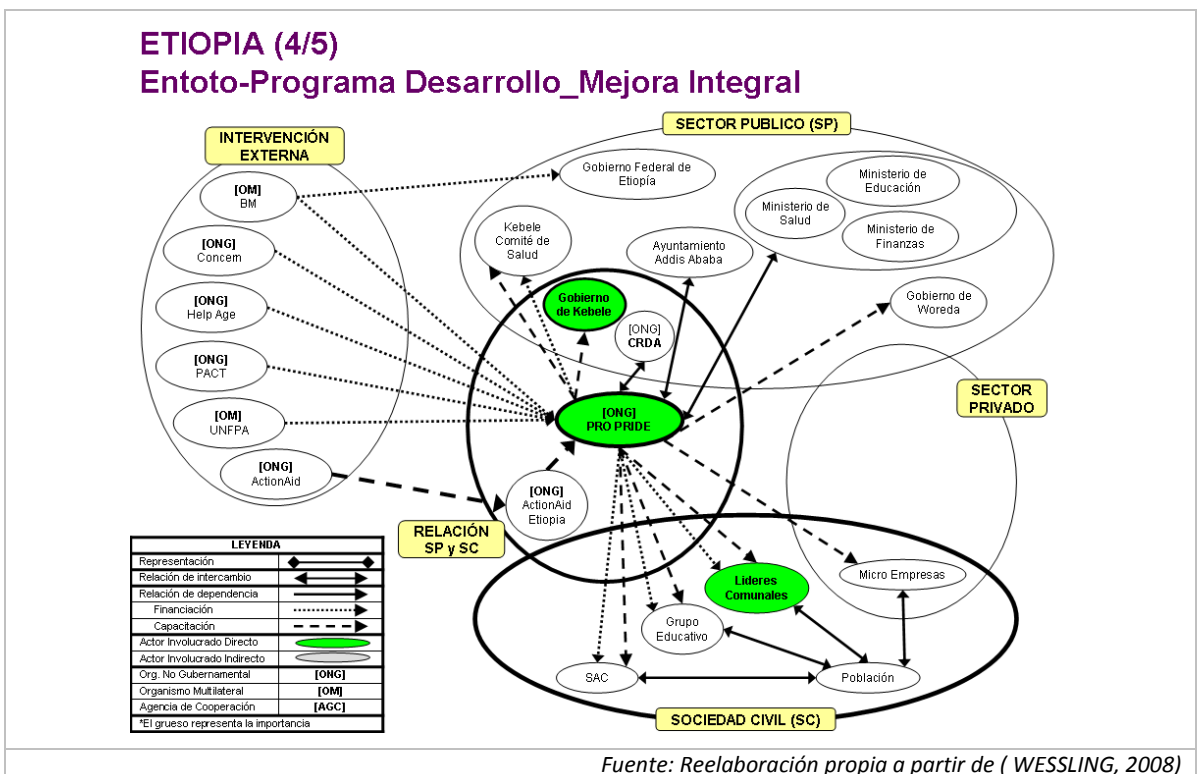 ETIOPIA (4/5)
Entoto-Programa Desarrollo_Mejora Integral
INTERVENCIÓN
EXTERNA
[OM]
BM
[ONG]
Concern
[ONG]
Help Age
[ONG]
PACT
[OM]
UNFPA
[ONG]
ActionAid
SECTOR PUBLICO (SP)
Gobierno Federal de
Etiopía
Ministerio de
Educación
Ministerio de
Salud
Ministerio de
Finanzas
Kebele
Comité de
Salud
Ayuntamiento
Addis Ababa
Gobierno de
Woreda
Gobierno
de Kebele
[ONG]
CRDA
[ONG]
PRO PRIDE
[ONG]
ActionAid
Etiopia
RELACIÓN
SP y SC
SECTOR
PRIVADO
Lideres
Comunales
Micro Empresas
Grupo
Educativo
SAC
Población
SOCIEDAD CIVIL (SC)
LEYENDA
Representación
Relación de intercambio
Relación de dependencia
Financiación
Capacitación
Actor Involucrado Directo
Actor Involucrado Indirecto
Org. No Gubernamental [ONG]
Organismo Multilateral [OM]
Agencia de Cooperación [AGC]
*El grueso representa la importancia
Fuente: Reelaboración propia a partir de ( WESSLING, 2008)